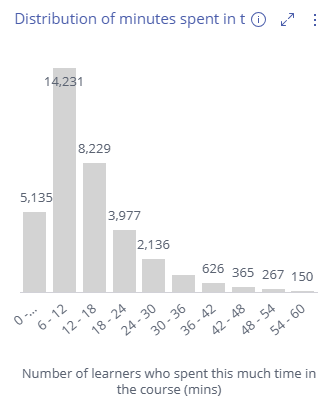 Distribution of minutes spent in t
14,231
8,229
5,135
3,977
2,136
626 365 267 150
0 -... 6 - 12 12 - 18 18 - 24 24 - 30 30 - 36 36 - 42 42 - 48 48 - 54 54 - 60
Number of learners who spent this much time in
the course (mins)